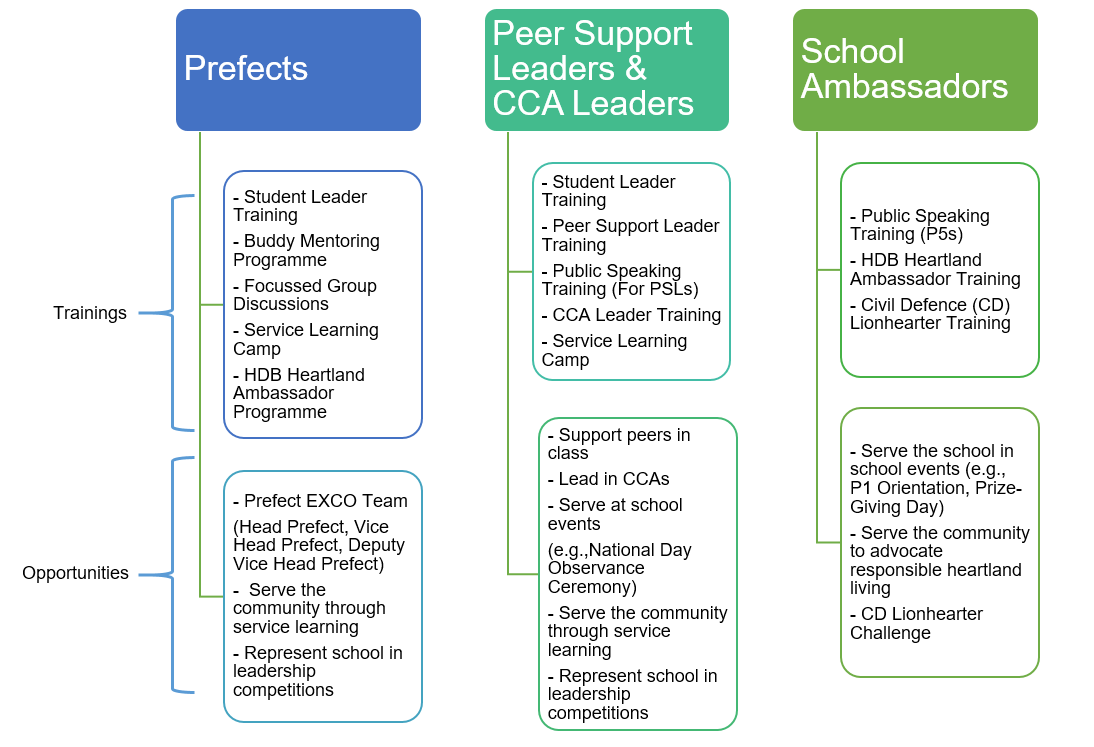 Prefects
Peer Support
Leaders &
CCA Leaders
School
Ambassadors
Trainings
- Student Leader
Training
- Buddy Mentoring
Programme
- Focussed Group
Discussions
- Service Learning
Camp
- HDB Heartland
Ambassador
Programme
- Student Leader
Training
- Peer Support Leader
Training
- Public Speaking
Training (For PSLs)
- CCA Leader Training
- Service Learning
Camp
- Public Speaking
Training (P5s)
- HDB Heartland
Ambassador Training
- Civil Defence (CD)
Lionhearter Training
Opportunities
- Prefect EXCO Team
(Head Prefect, Vice
Head Prefect, Deputy
Vice Head Prefect)
-  Serve the
community through
service learning
- Represent school in
leadership
competitions
- Support peers in
class
- Lead in CCAs
- Serve at school
events
(e.g.,National Day
Observance
Ceremony)
- Serve the community
through service
learning
- Represent school in
leadership
competitions
- Serve the school in
school events (e.g.,
P1 Orientation, Prize-
Giving Day)
- Serve the community
to advocate
responsible heartland
living
- CD Lionhearter
Challenge